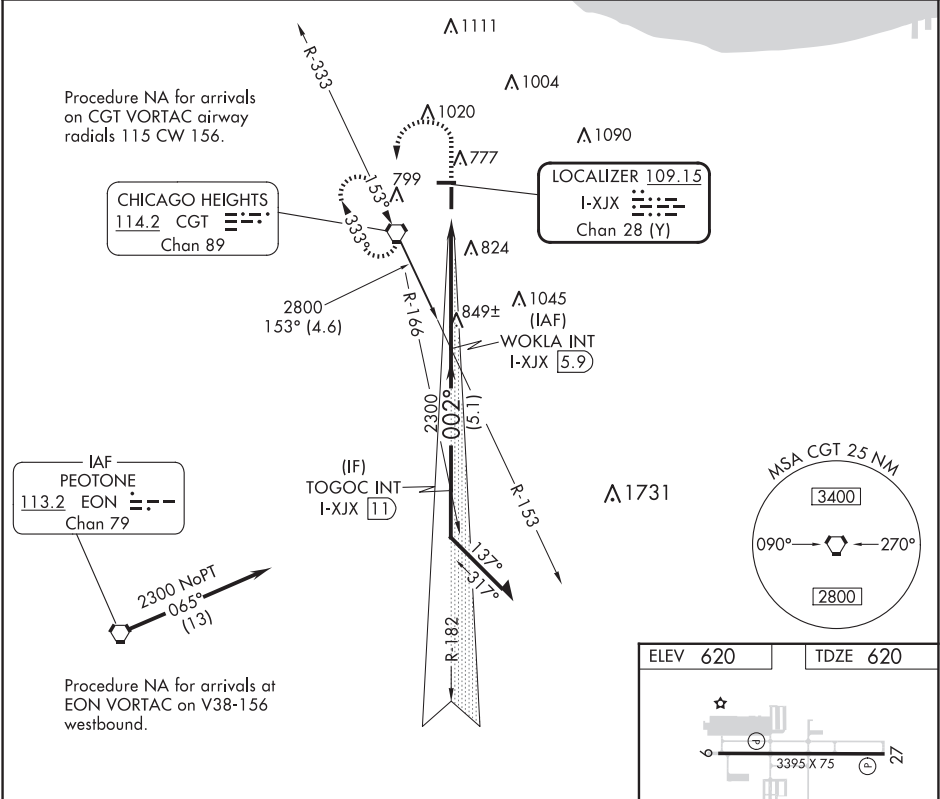 1111
R-333
1004
Procedure NA for arrivals
on CGT VORTAC airway
radials 115 CW 156.
1020
1090
777
799
153°
333°
CHICAGO HEIGHTS
114.2 CGT
Chan 89
LOCALIZER 109.15
I-XJX
Chan 28 (Y)
824
2800
153° (4.6)
R-166
849±
1045
(IAF)
WOKLA INT
I-XJX 5.9
2300
002°
(5.1)
IAF
PEOTONE
113.2 EON
Chan 79
(IF)
TOGOC INT
I-XJX 11
R-153
1731
MSA CGT 25 NM
3400
090°
270°
2800
137°
317°
2300 NoPT
065°
(13)
R-182
Procedure NA for arrivals at
EON VORTAC on V38-156
westbound.
ELEV 620
TDZE 620
P
9
3395 X 75
27
P